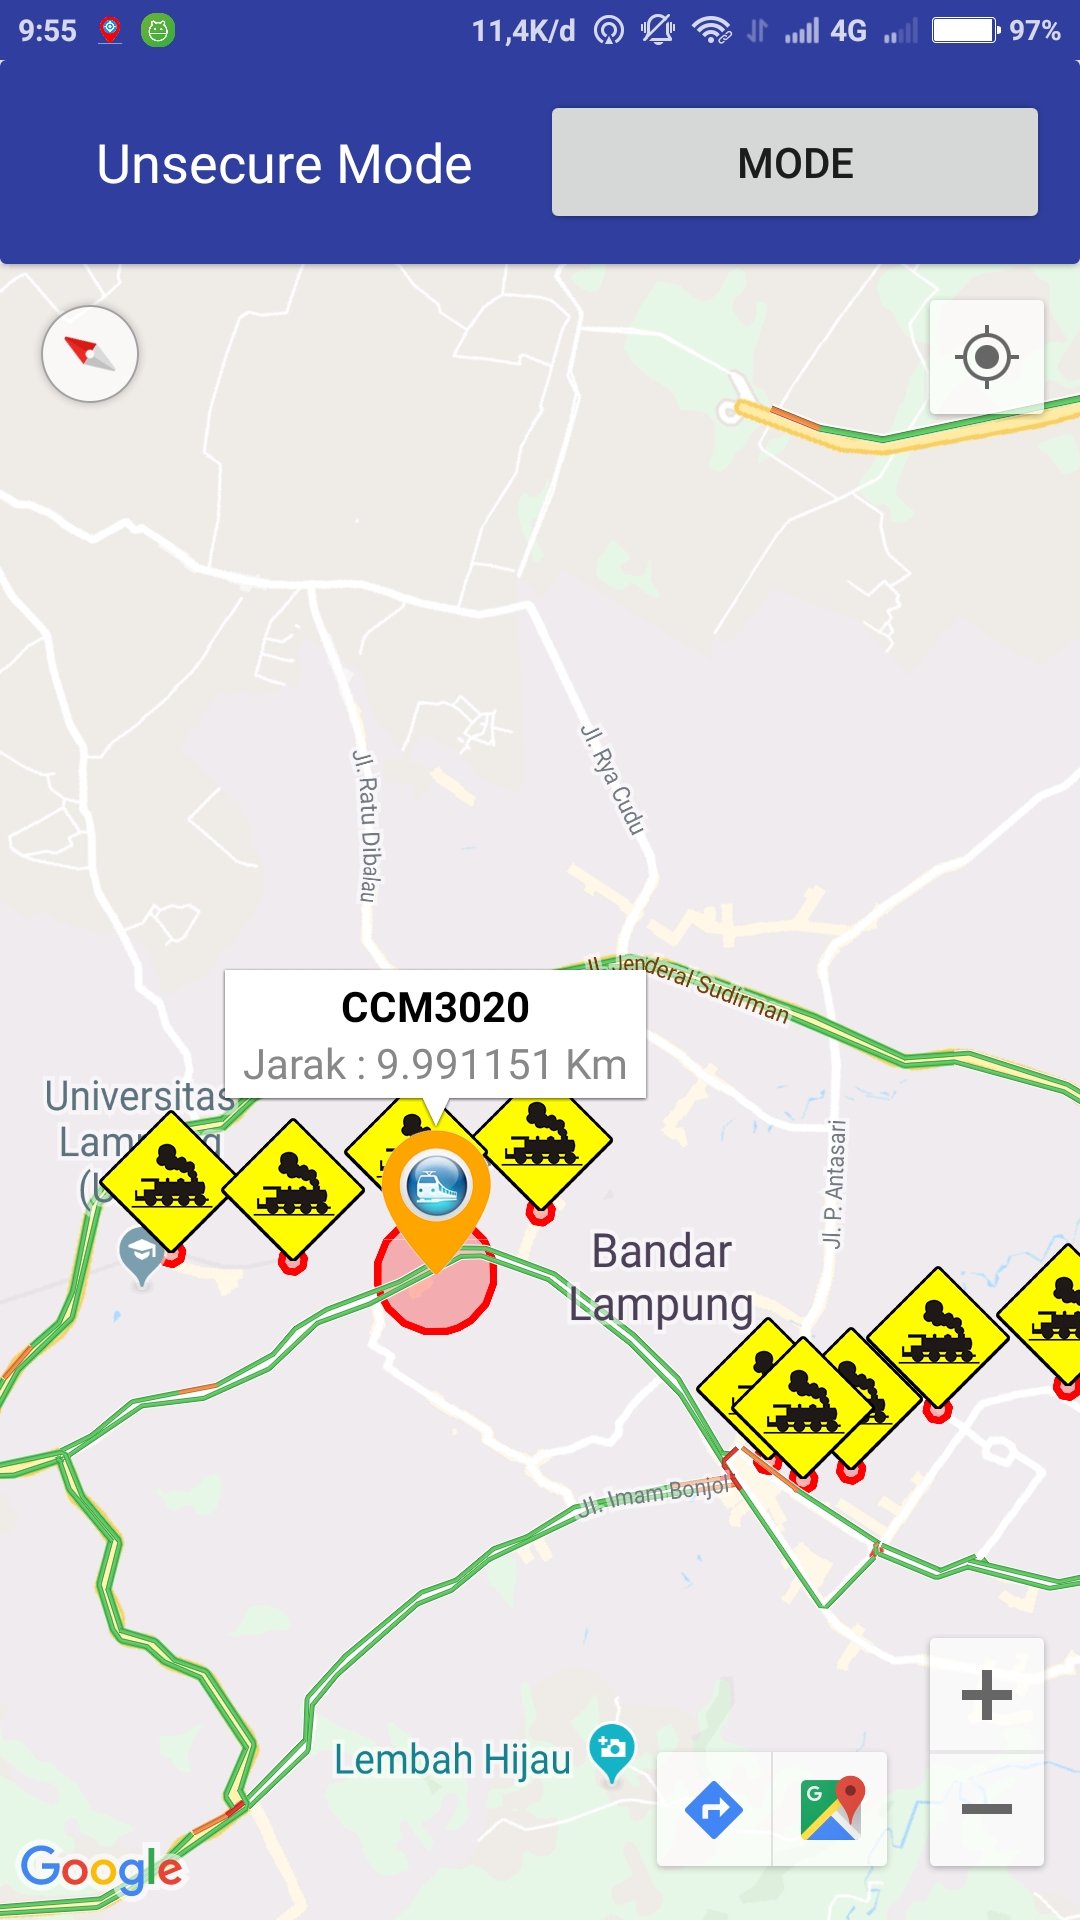 9:55 11,4K/d 4G 97%
Unsecure Mode
MODE
Jl. Ratu Dibalau
Jl. Rya Cudu
Jl. Jenderal Sudirman
CCM3020
Jarak : 9.991151 Km
Universitas
Jl. P. Antasari
Bandar
Lampung
Jl. Imam Bonjol
Lembah Hijau
G
Google